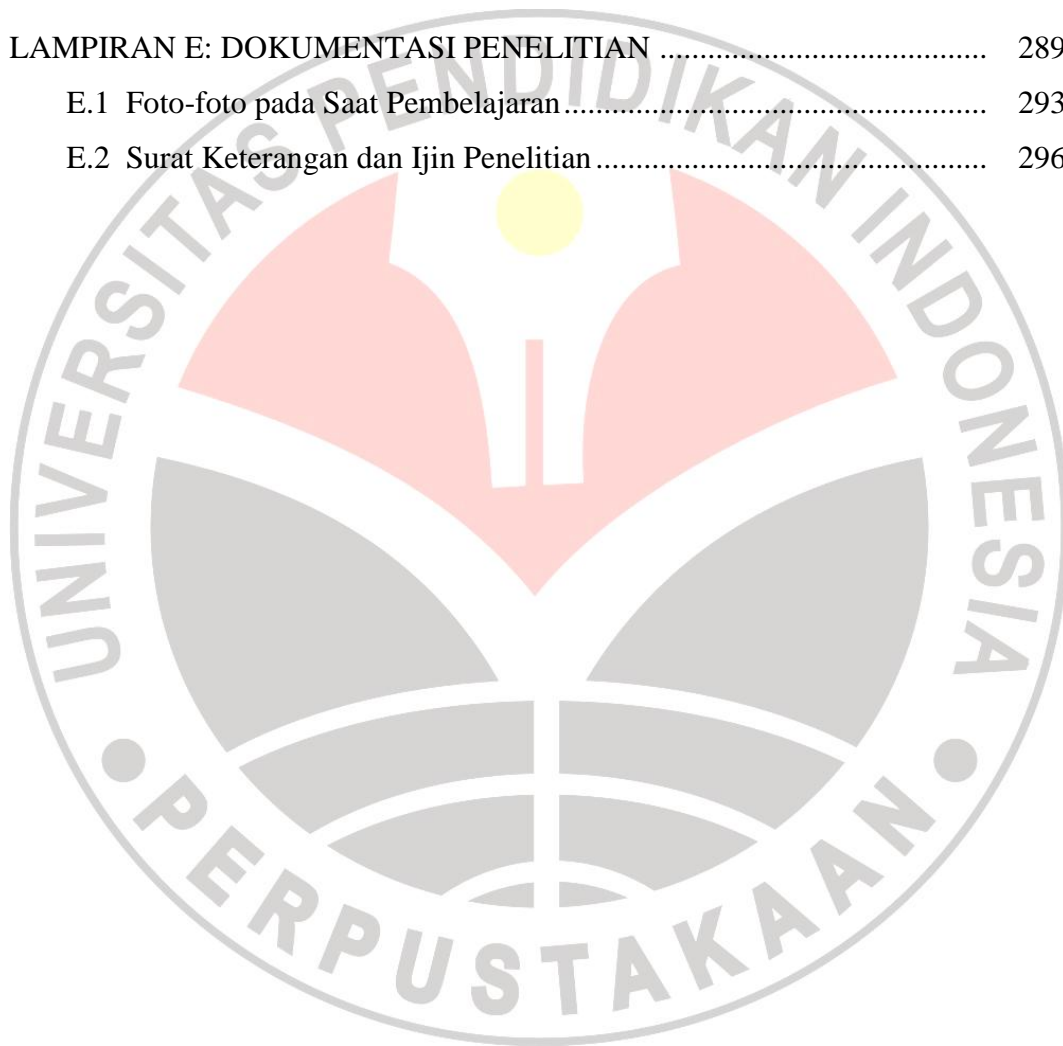 LAMPIRAN E: DOKUMENTASI PENELITIAN ..................................... 289
E.1 Foto-foto pada Saat Pembelajaran ................................................ 293
E.2 Surat Keterangan dan Ijin Penelitian ............................................ 296
UNIVERSITAS PENDIDIKAN INDONESIA
PERPUSTAKAAN